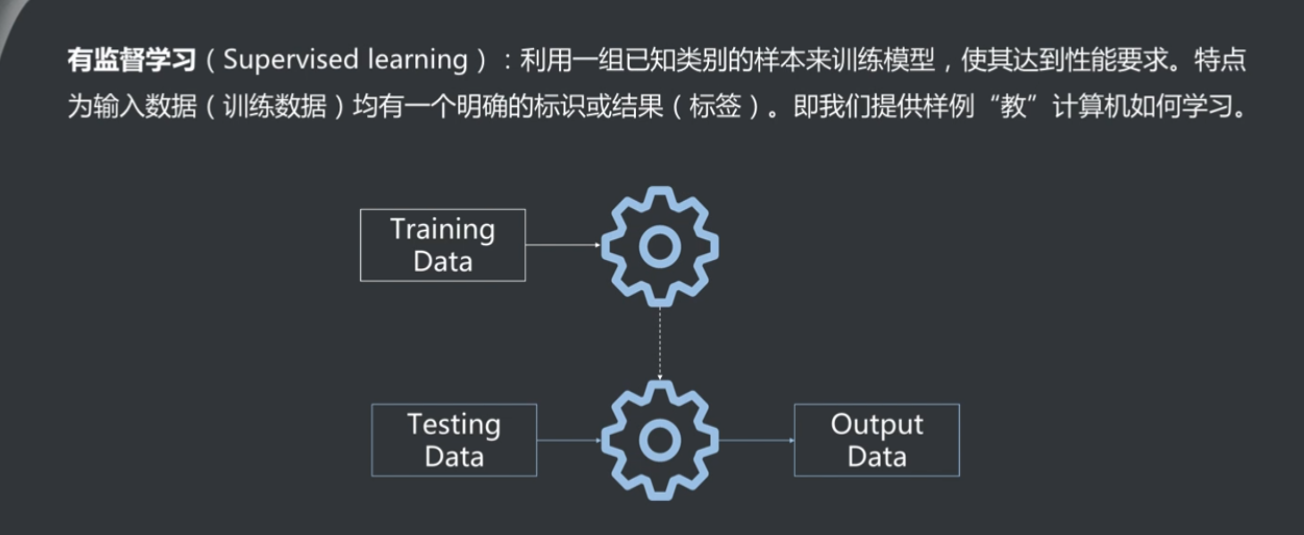 有监督学习（Supervised learning）：利用一组已知类别的样本来训练模型，使其达到性能要求。特点
为输入数据（训练数据）均有一个明确的标识或结果（标签）。即我们提供样例“教”计算机如何学习。
Training
Data
Testing
Data
Output
Data